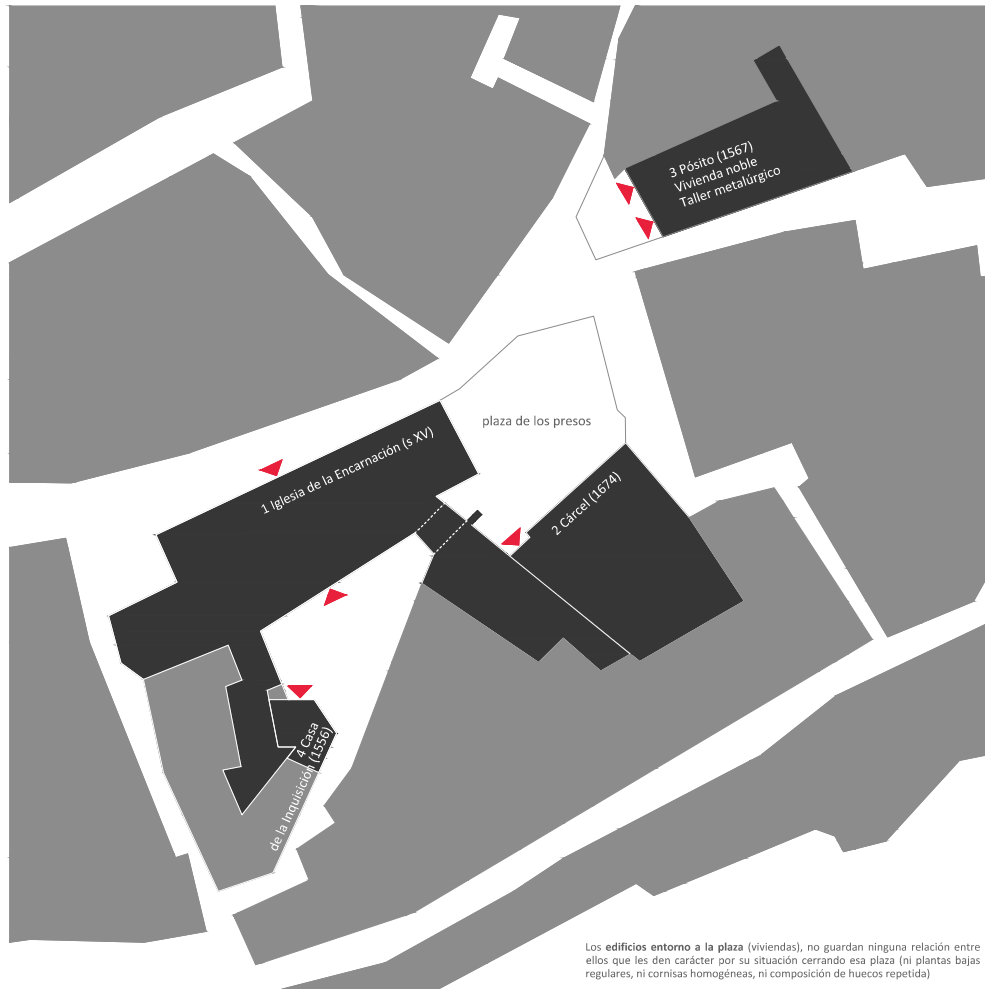 3 Pósito (1567)
Vivienda noble
Taller metalúrgico
plaza de los presos
1 Iglesia de la Encarnación (s XV)
2 Cárcel (1674)
4 Casa
de la Inquisición (1556)
Los edificios entorno a la plaza (viviendas), no guardan ninguna relación entre
ellos que les den carácter por su situación cerrando esa plaza (ni plantas bajas
regulares, ni cornisas homogéneas, ni composición de huecos repetida)